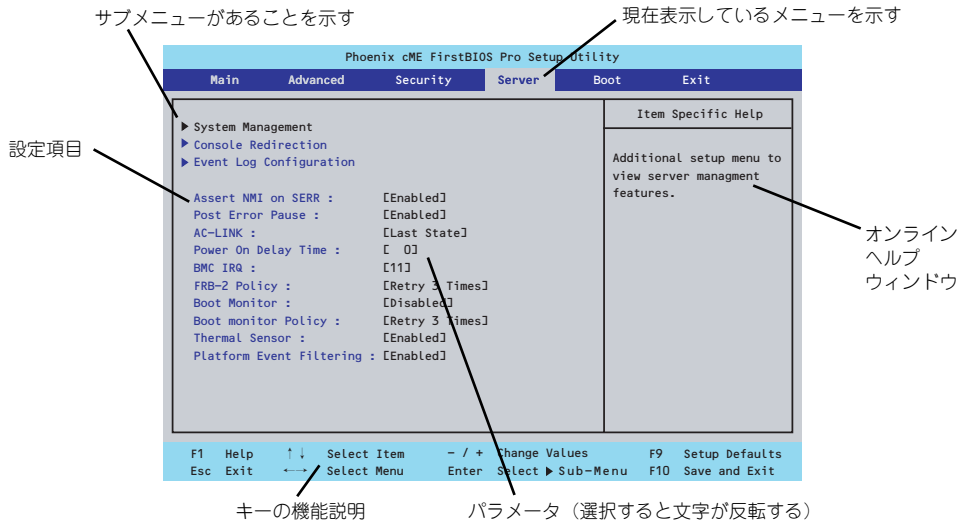 サブメニューがあることを示す
現在表示しているメニューを示す
Phoenix cME FirstBIOS Pro Setup Utility
Main Advanced Security Server Boot Exit
Item Specific Help
▶ System Management
▶ Console Redirection
▶ Event Log Configuration
設定項目
Additional setup menu to
view server managment
features.
Assert NMI on SERR : [Enabled]
Post Error Pause : [Enabled]
AC-LINK : [Last State]
Power On Delay Time : [ 0]
BMC IRQ : [11]
FRB-2 Policy : [Retry 3 Times]
Boot Monitor : [Disabled]
Boot monitor Policy : [Retry 3 Times]
Thermal Sensor : [Enabled]
Platform Event Filtering : [Enabled]
オンライン
ヘルプ
ウィンドウ
F1 Help ↑↓ Select Item - / + Change Values F9 Setup Defaults
Esc Exit ←→ Select Menu Enter Select ▶ Sub-Menu F10 Save and Exit
キーの機能説明
パラメータ（選択すると文字が反転する）